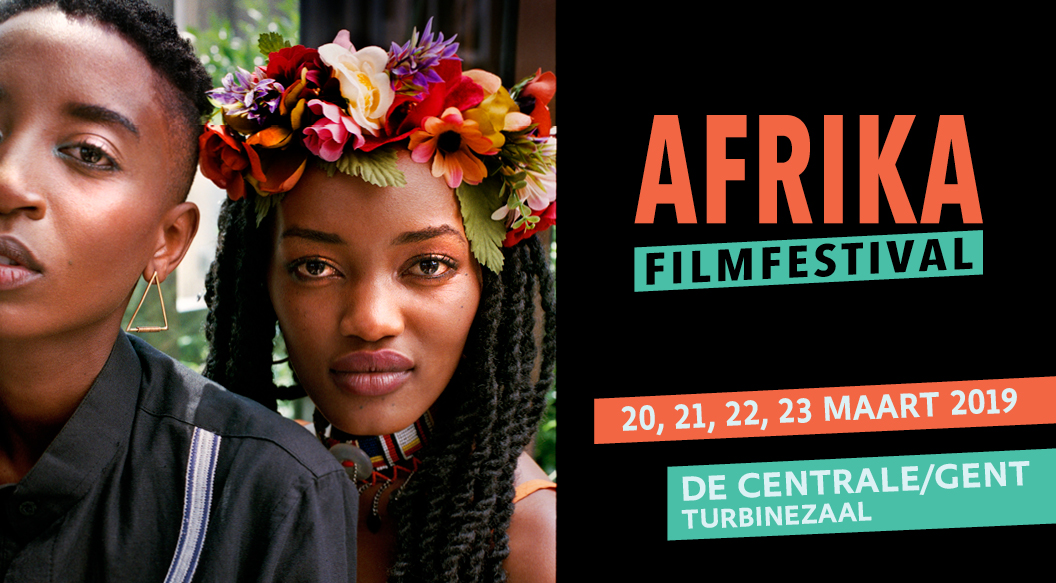 AFRIKA
FILMFESTIVAL
20, 21, 22, 23 MAART 2019
DE CENTRALE/GENT
TURBINEZAAL